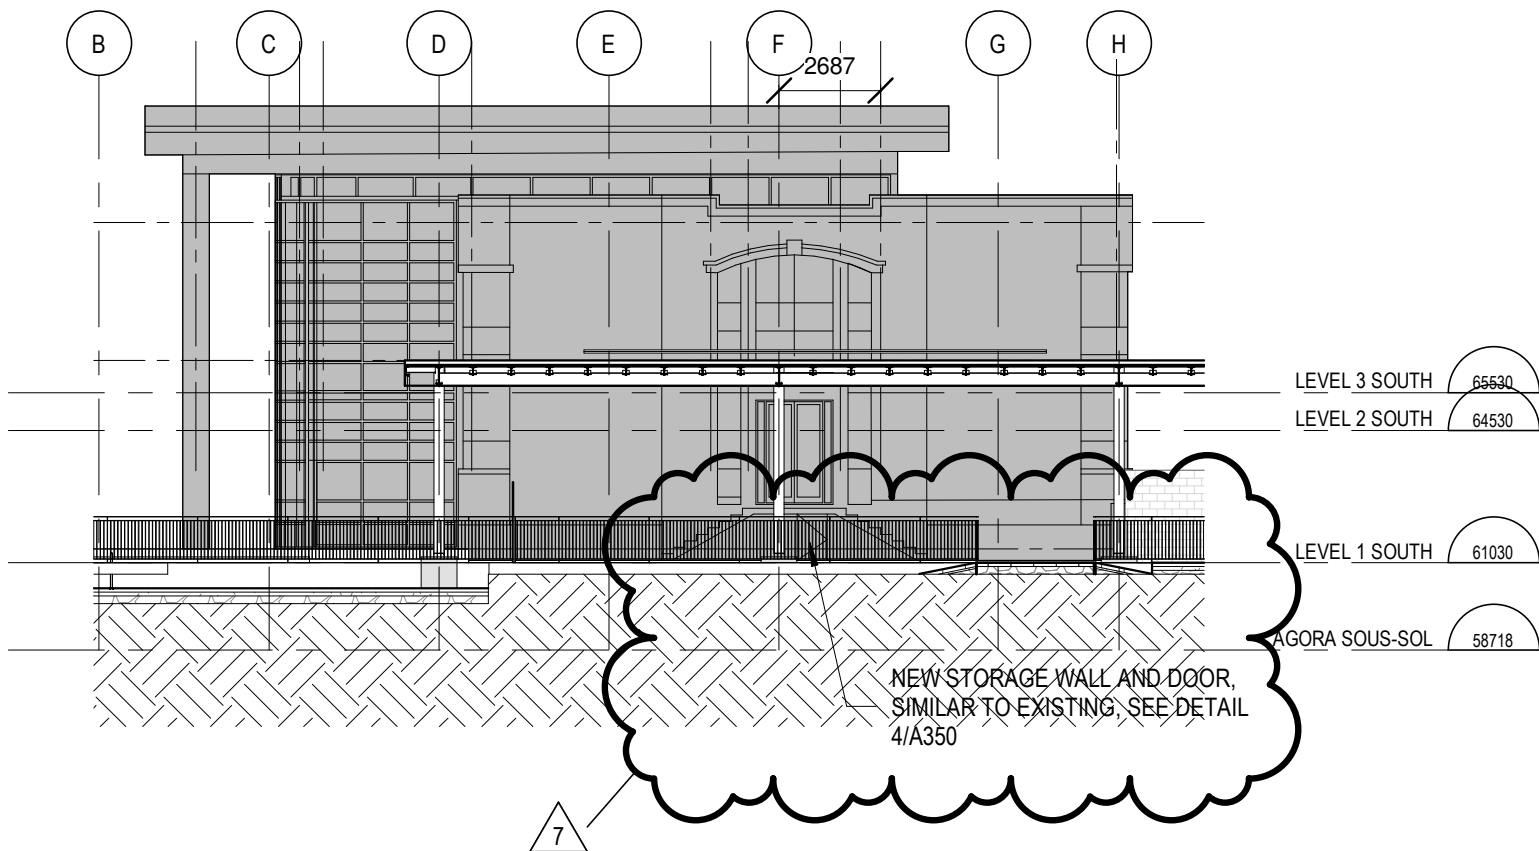 B
C
D
E
F
G
H
2687
LEVEL 3 SOUTH 65530
LEVEL 2 SOUTH 64530
LEVEL 1 SOUTH 61030
AGORA SOUS-SOL 58718
NEW STORAGE WALL AND DOOR,
SIMILAR TO EXISTING, SEE DETAIL
4/A350
7